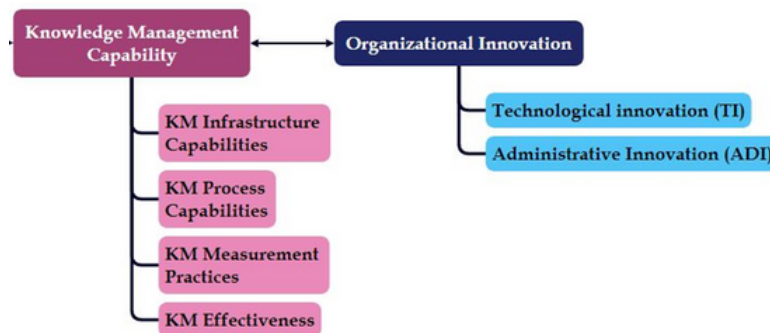 Knowledge Management
Capability
Organizational Innovation
KM Infrastructure
Capabilities
KM Process
Capabilities
KM Measurement
Practices
KM Effectiveness
Technological innovation (TI)
Administrative Innovation (ADI)